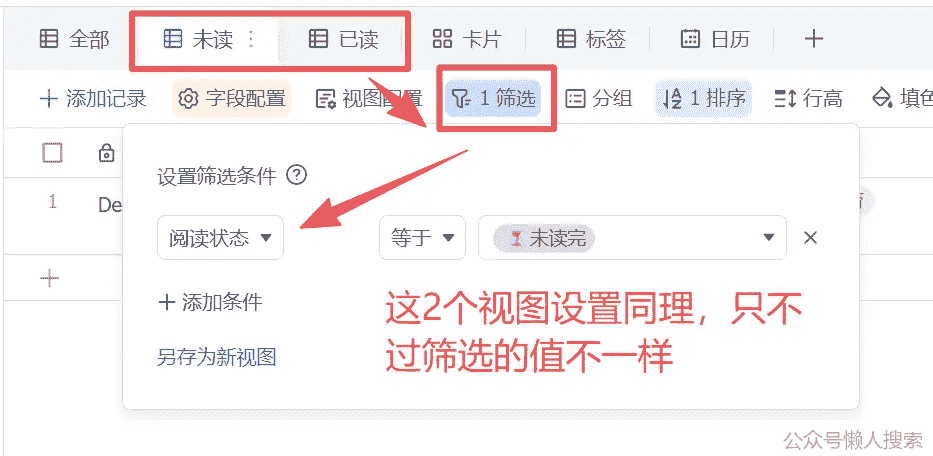 全部 未读 已读 卡片 标签 日历
添加记录 字段配置 视图配置 1 筛选 分组 1 排序 行高 填色
设置筛选条件
1 De
阅读状态 等于 未读完
添加条件
另存为新视图
这2个视图设置同理，只不
过筛选的值不一样
公众号懒人搜索